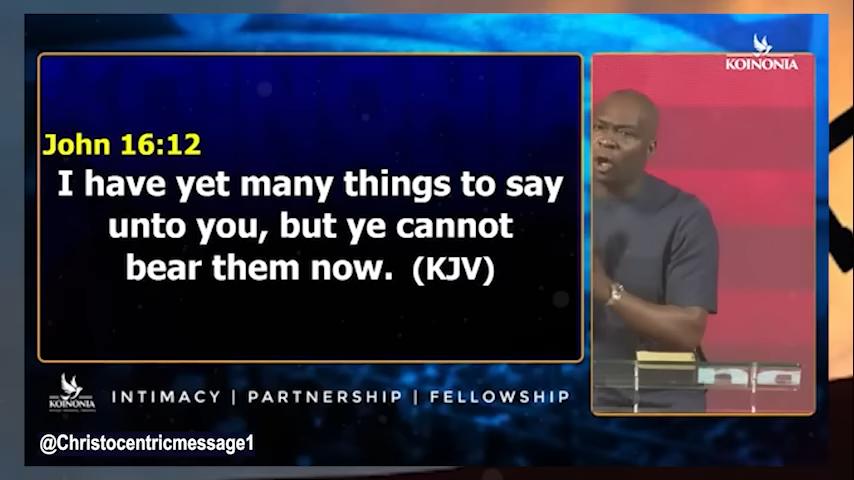 KOINONIA
John 16:12
I have yet many things to say
unto you, but ye cannot
bear them now. (KJV)
KOINONIA
INTIMACY | PARTNERSHIP | FELLOWSHIP
@Christocentricmessage1